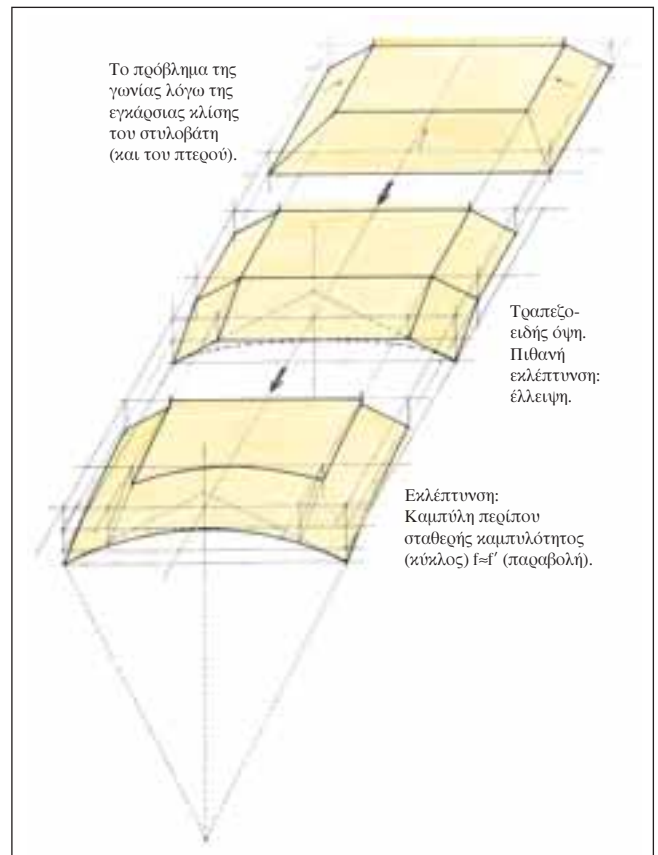 Το πρόβλημα της
γωνίας λόγω της
εγκάρσιας κλίσης
του στυλοβάτη
(και του πτερού).
Τραπεζο-
ειδής όψη.
Πιθανή
εκλέπτυνση:
έλλειψη.
Εκλέπτυνση:
Καμπύλη περίπου
σταθερής καμπυλότητος
(κύκλος) f≈f′ (παραβολή).